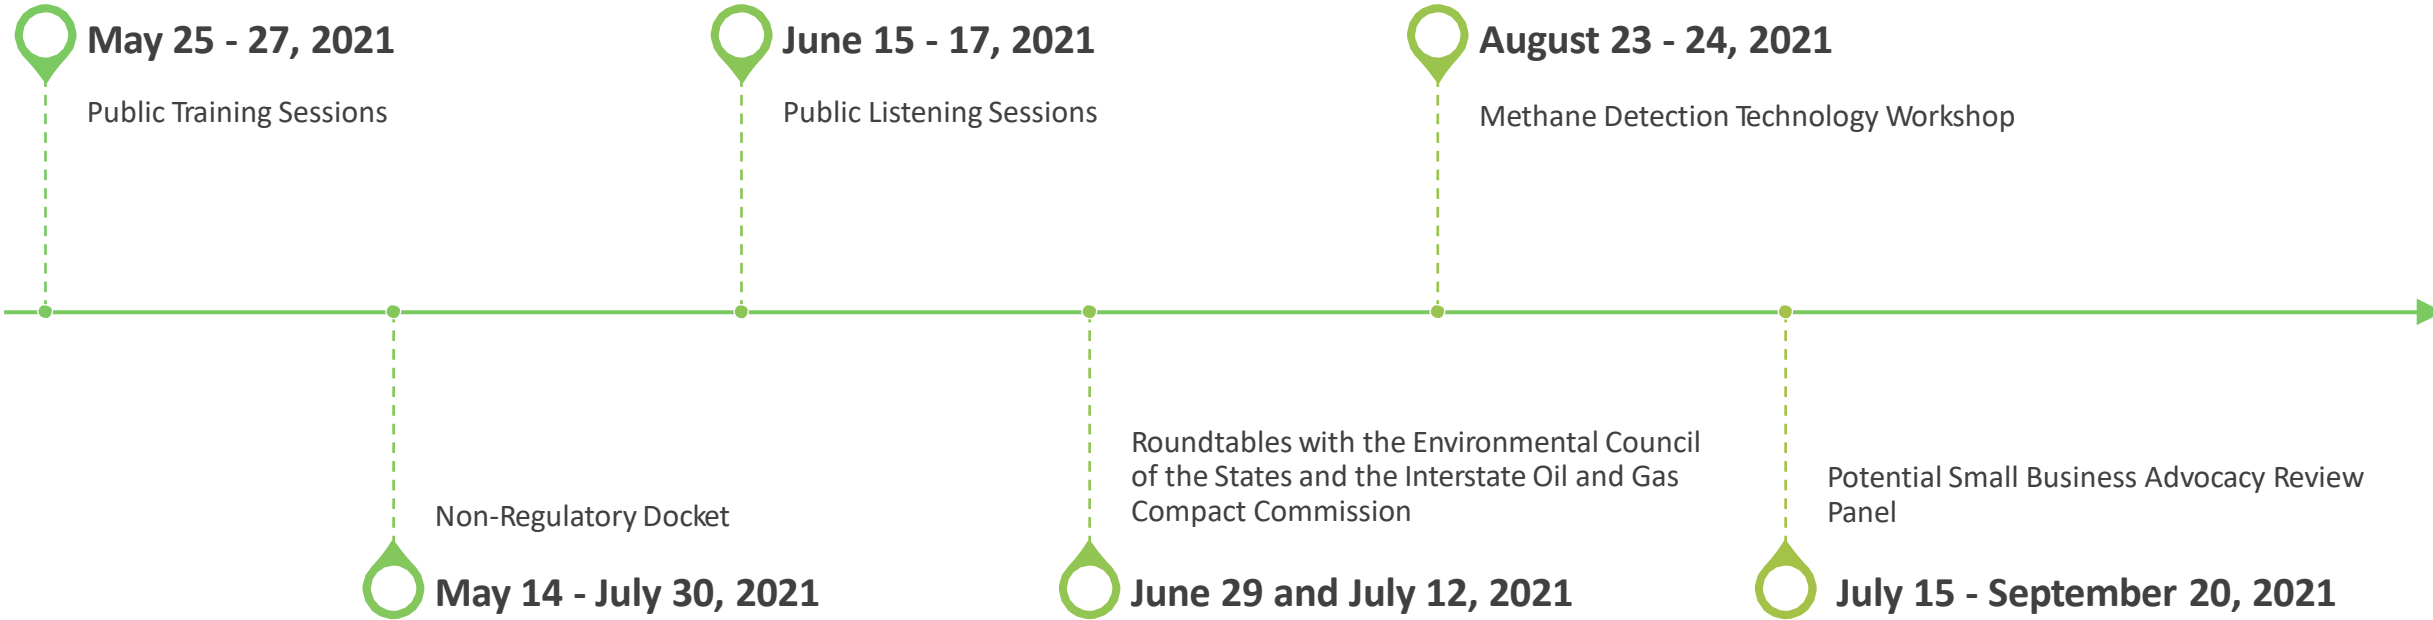 May 25 - 27, 2021
Public Training Sessions
June 15 - 17, 2021
Public Listening Sessions
August 23 - 24, 2021
Methane Detection Technology Workshop
Non-Regulatory Docket
May 14 - July 30, 2021
Roundtables with the Environmental Council
of the States and the Interstate Oil and Gas
Compact Commission
June 29 and July 12, 2021
Potential Small Business Advocacy Review
Panel
July 15 - September 20, 2021